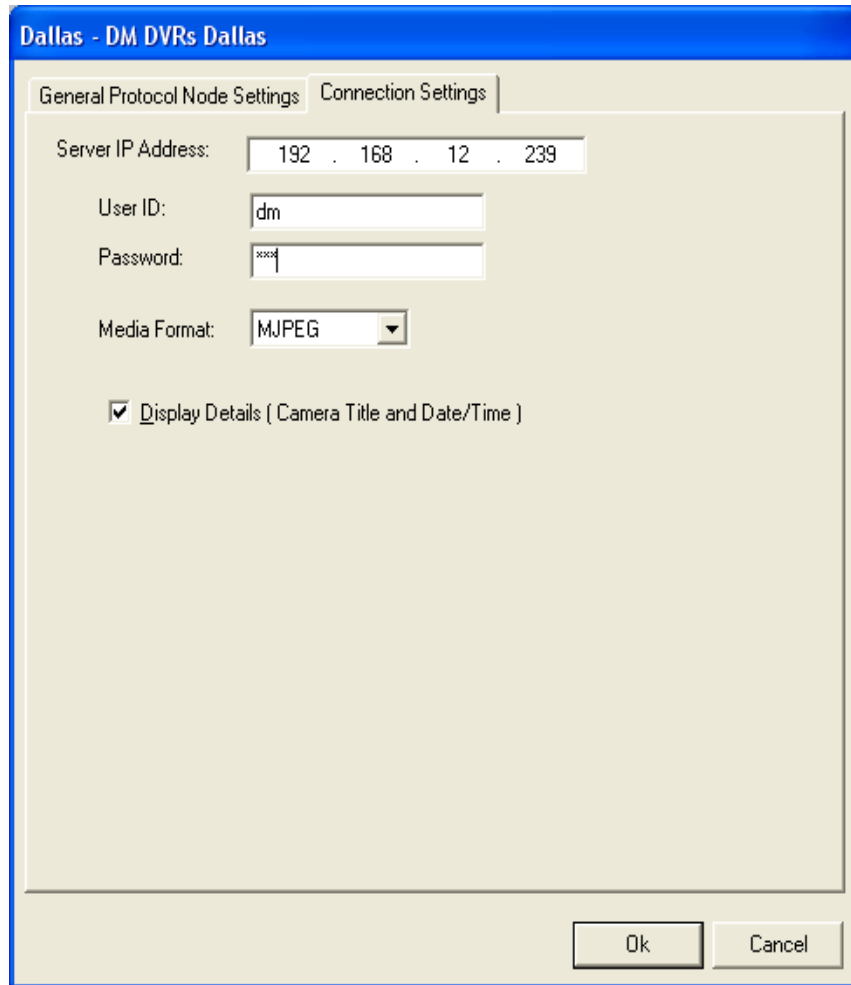 Dallas - DM DVRs Dallas
General Protocol Node Settings Connection Settings
Server IP Address: 192 . 168 . 12 . 239
User ID: dm
Password: ***
Media Format: MJPEG
Display Details ( Camera Title and Date/Time )
Ok Cancel